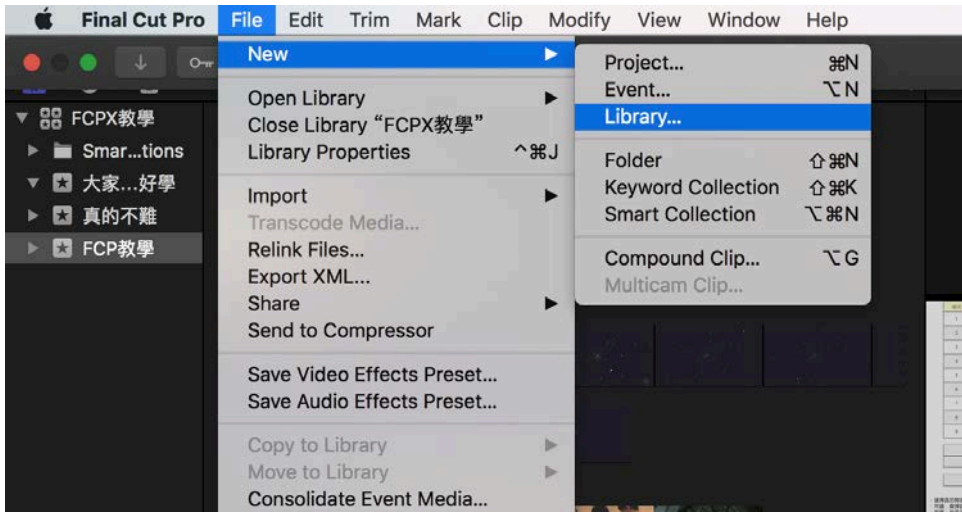 Final Cut Pro File Edit Trim Mark Clip Modify View Window Help
FCPX教學
Smar...tions
大家...好學
真的不難
FCP教學
New
Open Library
Close Library “FCPX教學”
Library Properties ^⌘J
Import
Transcode Media...
Relink Files...
Export XML...
Share
Send to Compressor
Save Video Effects Preset...
Save Audio Effects Preset...
Copy to Library
Move to Library
Consolidate Event Media...
Project... ⌘N
Event... ⌥N
Library...
Folder ⇧⌘N
Keyword Collection ⇧⌘K
Smart Collection ⌥⌘N
Compound Clip... ⌥G
Multicam Clip...